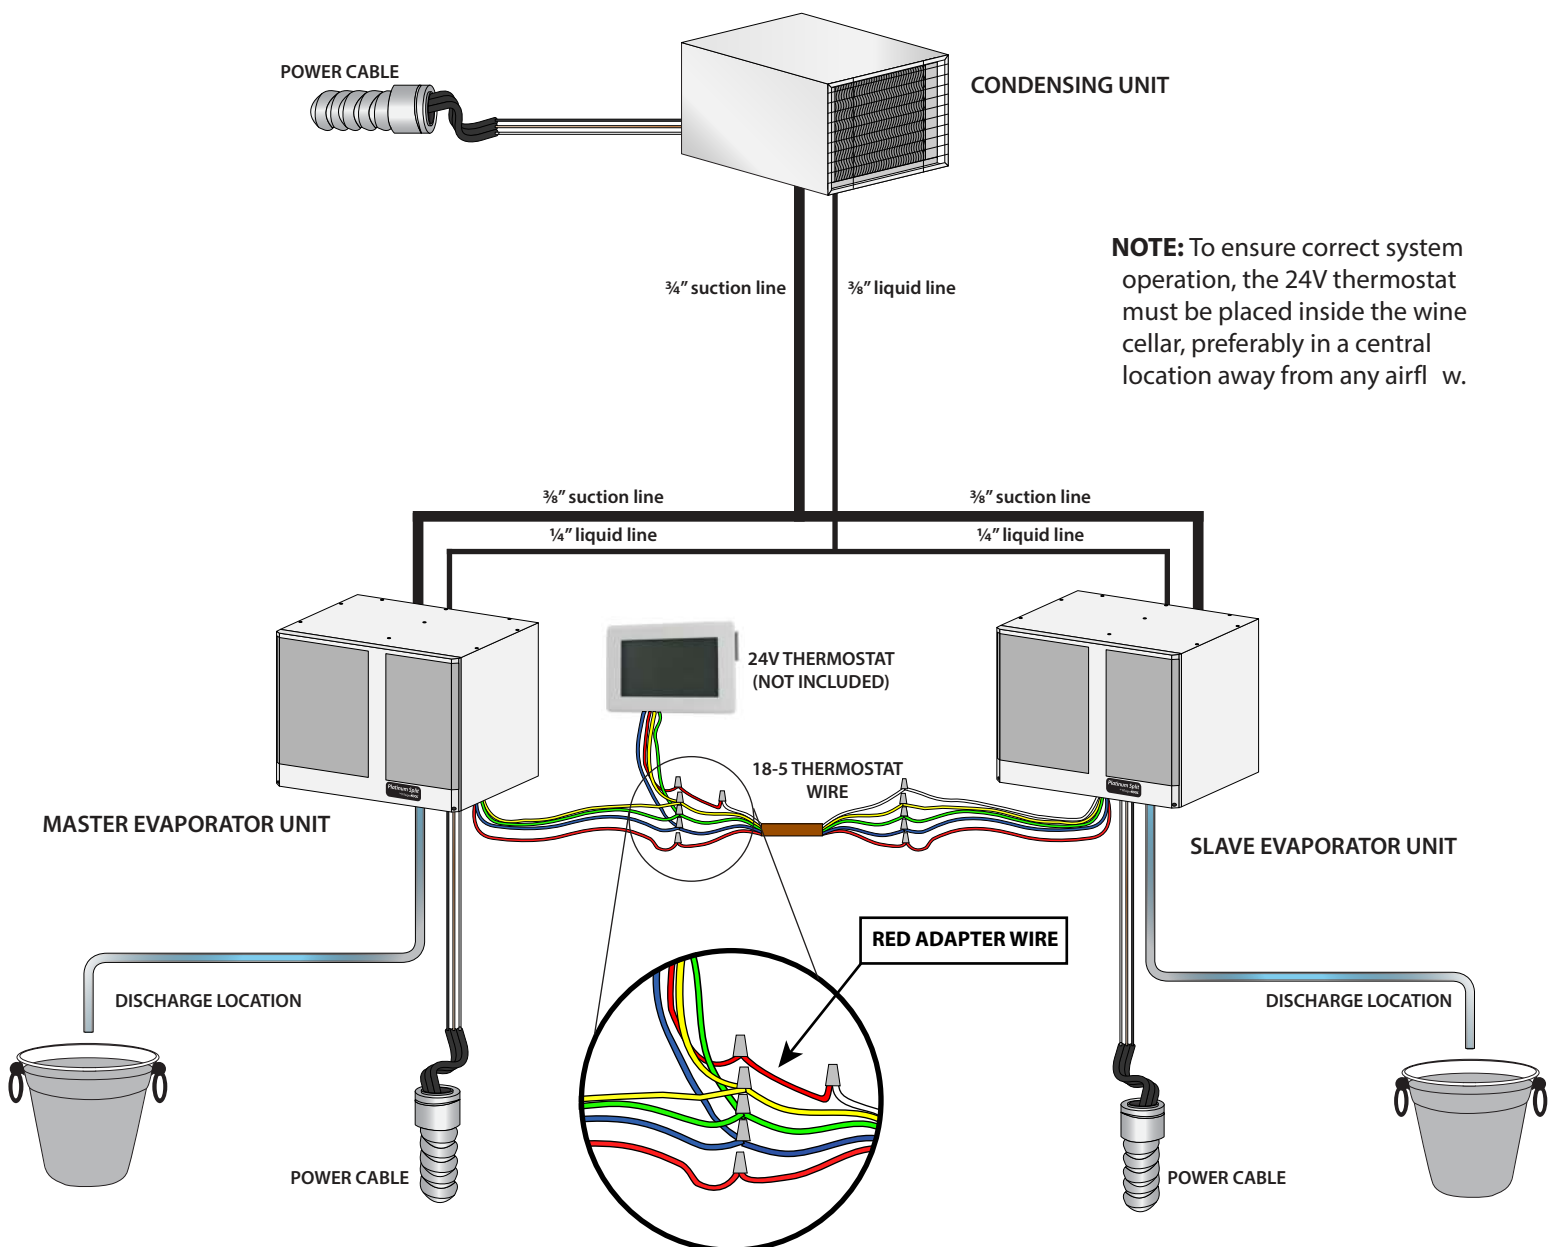 POWER CABLE
CONDENSING UNIT
NOTE: To ensure correct system
operation, the 24V thermostat
must be placed inside the wine
cellar, preferably in a central
location away from any airfl w.
¾” suction line
⅜” liquid line
⅜” suction line
⅜” suction line
¼” liquid line
¼” liquid line
24V THERMOSTAT
(NOT INCLUDED)
18-5 THERMOSTAT
WIRE
Platinum Split
Platinum Split
MASTER EVAPORATOR UNIT
SLAVE EVAPORATOR UNIT
RED ADAPTER WIRE
DISCHARGE LOCATION
DISCHARGE LOCATION
POWER CABLE
POWER CABLE